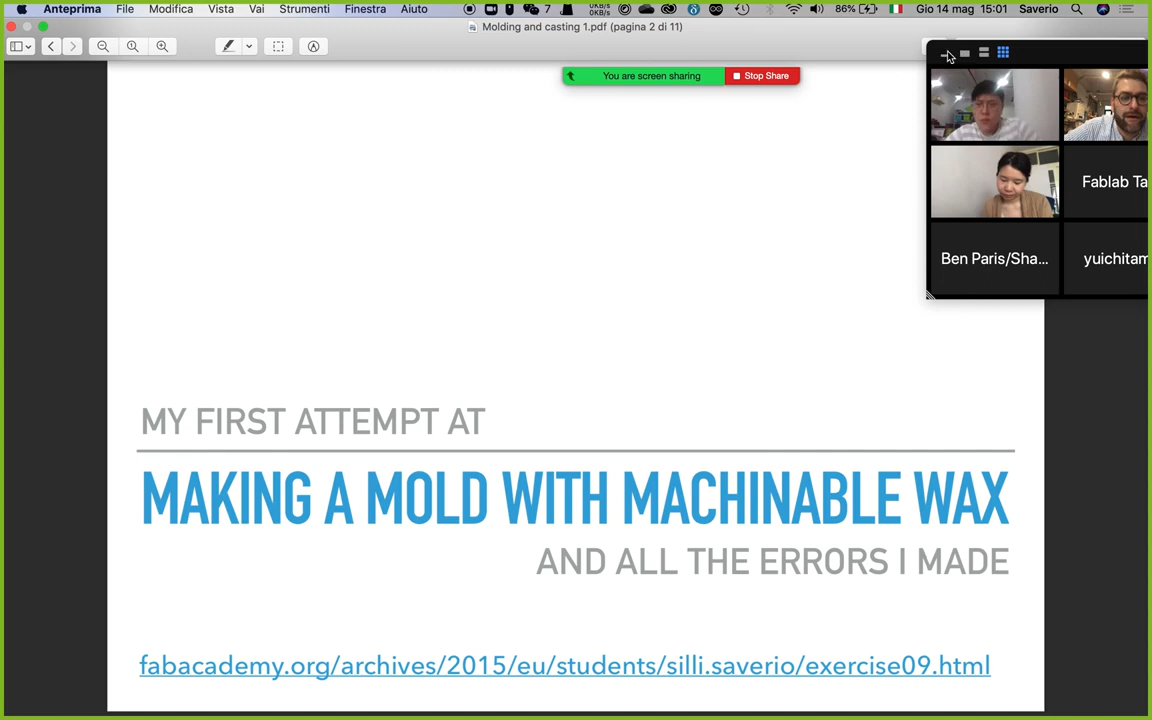 Anteprima File Modifica Vista Vai Strumenti Finestra Aiuto 7 0KB/s 0KB/s 86% Gio 14 mag 15:01 Saverio
Molding and casting 1.pdf (pagina 2 di 11)
You are screen sharing Stop Share
Fablab Ta
Ben Paris/Sha... yuichitam
MY FIRST ATTEMPT AT
MAKING A MOLD WITH MACHINABLE WAX
AND ALL THE ERRORS I MADE
fabacademy.org/archives/2015/eu/students/silli.saverio/exercise09.html